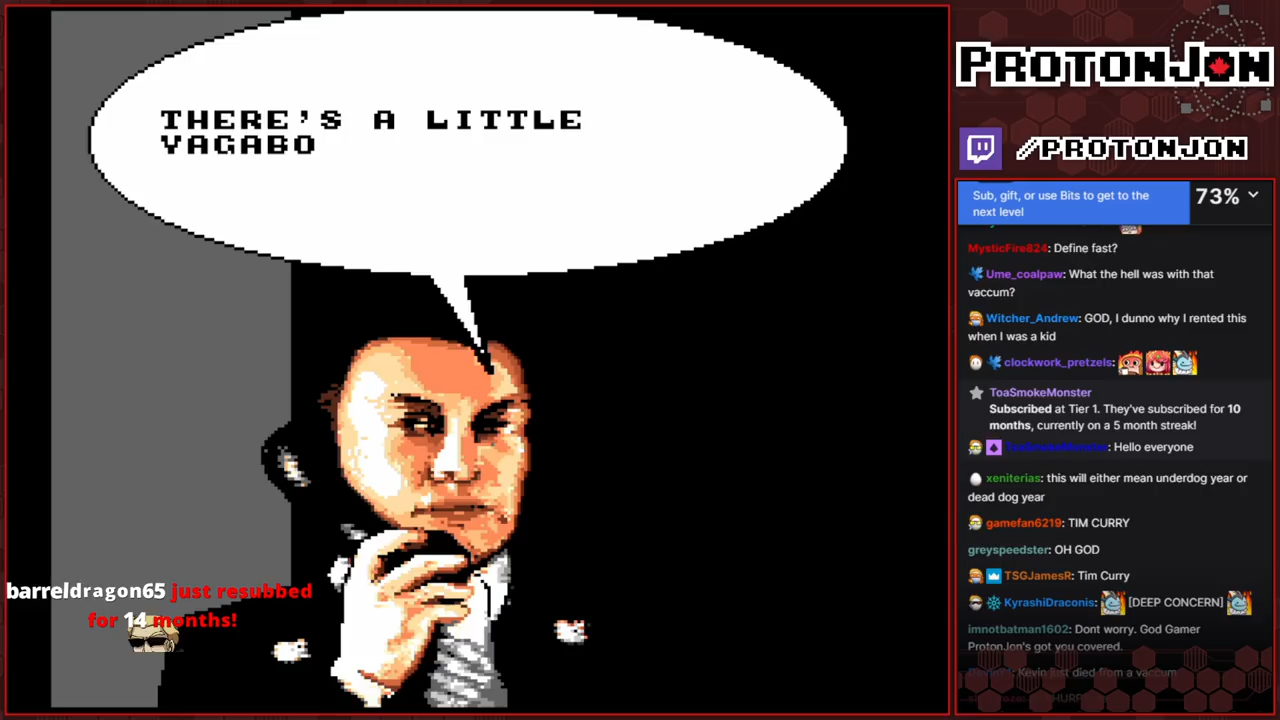 THERE'S A LITTLE
VAGABO
PROTONJON
/PROTONJON
Sub, gift, or use Bits to get to the
next level
73%
MysticFire824: Define fast?
Ume_coalpaw: What the hell was with that
vaccum?
Witcher_Andrew: GOD, I dunno why I rented this
when I was a kid
clockwork_pretzels:
ToaSmokeMonster
Subscribed at Tier 1. They've subscribed for 10
months, currently on a 5 month streak!
ToaSmokeMonster: Hello everyone
xeniterias: this will either mean underdog year or
dead dog year
gamefan6219: TIM CURRY
greyspeedster: OH GOD
TSGJamesR: Tim Curry
KyrashiDraconis: [DEEP CONCERN]
imnotbatman1602: Dont worry. God Gamer
ProtonJon's got you covered.
Kevin just died from a vaccum
barreldragon65 just resubbed
for 14 months!